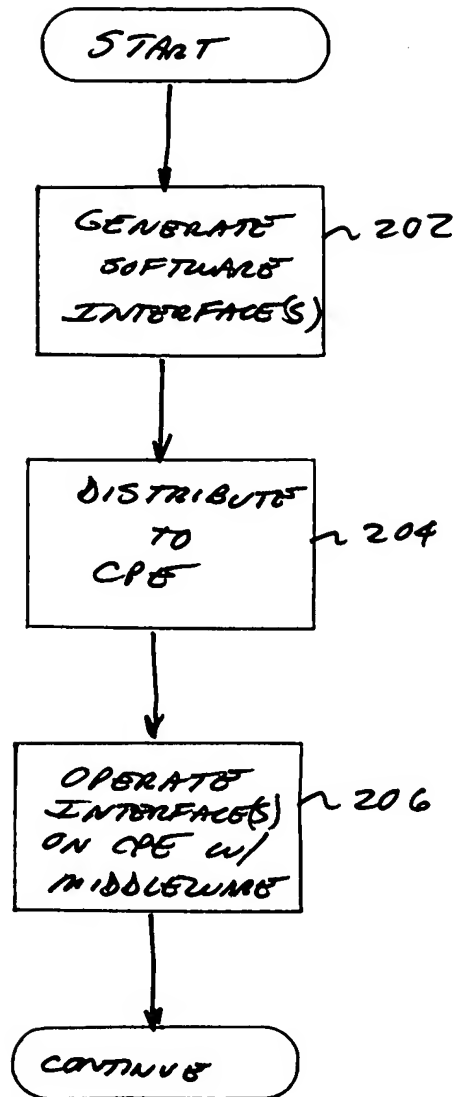 START
GENERATE
SOFTWARE
INTERFACE(S)
202
DISTRIBUTE
TO
CPE
204
OPERATE
INTERFACE(S)
ON CPE W/
MIDDLEWARE
206
CONTINUE